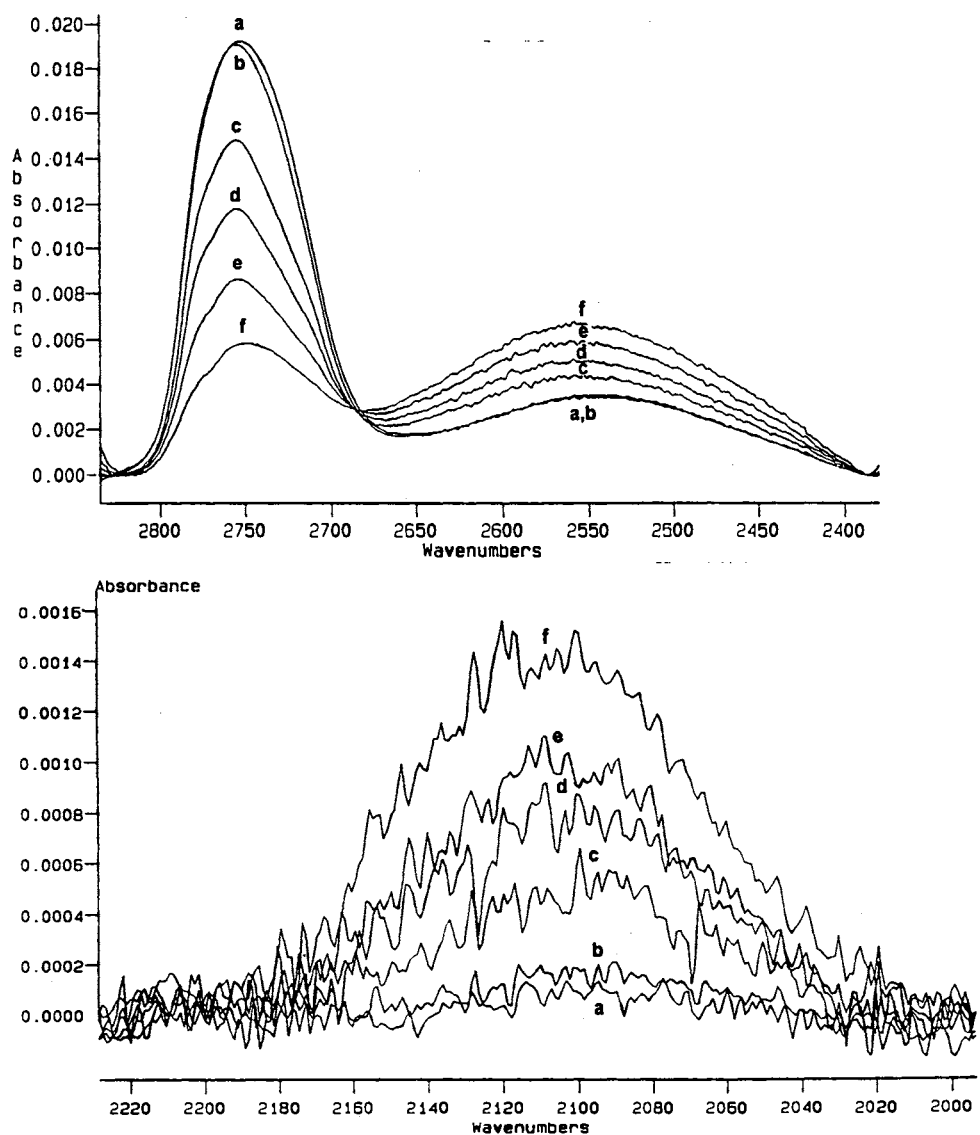 0.020
0.018
0.016
0.014
0.012
0.010
0.008
0.006
0.004
0.002
0.000
Absorbance
a
b
c
d
e
f
f
e
d
c
a,b
2800 2750 2700 2650 2600 2550 2500 2450 2400
Wavenumbers
Absorbance
0.0016
0.0014
0.0012
0.0010
0.0008
0.0006
0.0004
0.0002
0.0000
f
e
d
c
b
a
2220 2200 2180 2160 2140 2120 2100 2080 2060 2040 2020 2000
Wavenumbers